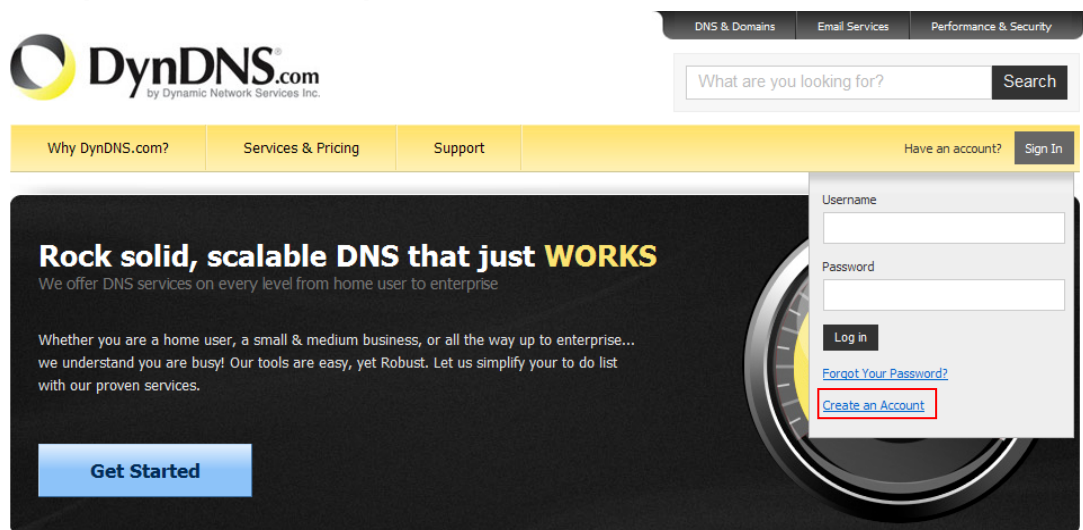 DNS & Domains
Email Services
Performance & Security
DynDNS®.com
by Dynamic Network Services Inc.
What are you looking for?
Search
Why DynDNS.com?
Services & Pricing
Support
Have an account?
Sign In
Rock solid, scalable DNS that just WORKS
We offer DNS services on every level from home user to enterprise
Whether you are a home user, a small & medium business, or all the way up to enterprise...
we understand you are busy! Our tools are easy, yet Robust. Let us simplify your to do list
with our proven services.
Get Started
Username
Password
Log in
Forgot Your Password?
Create an Account